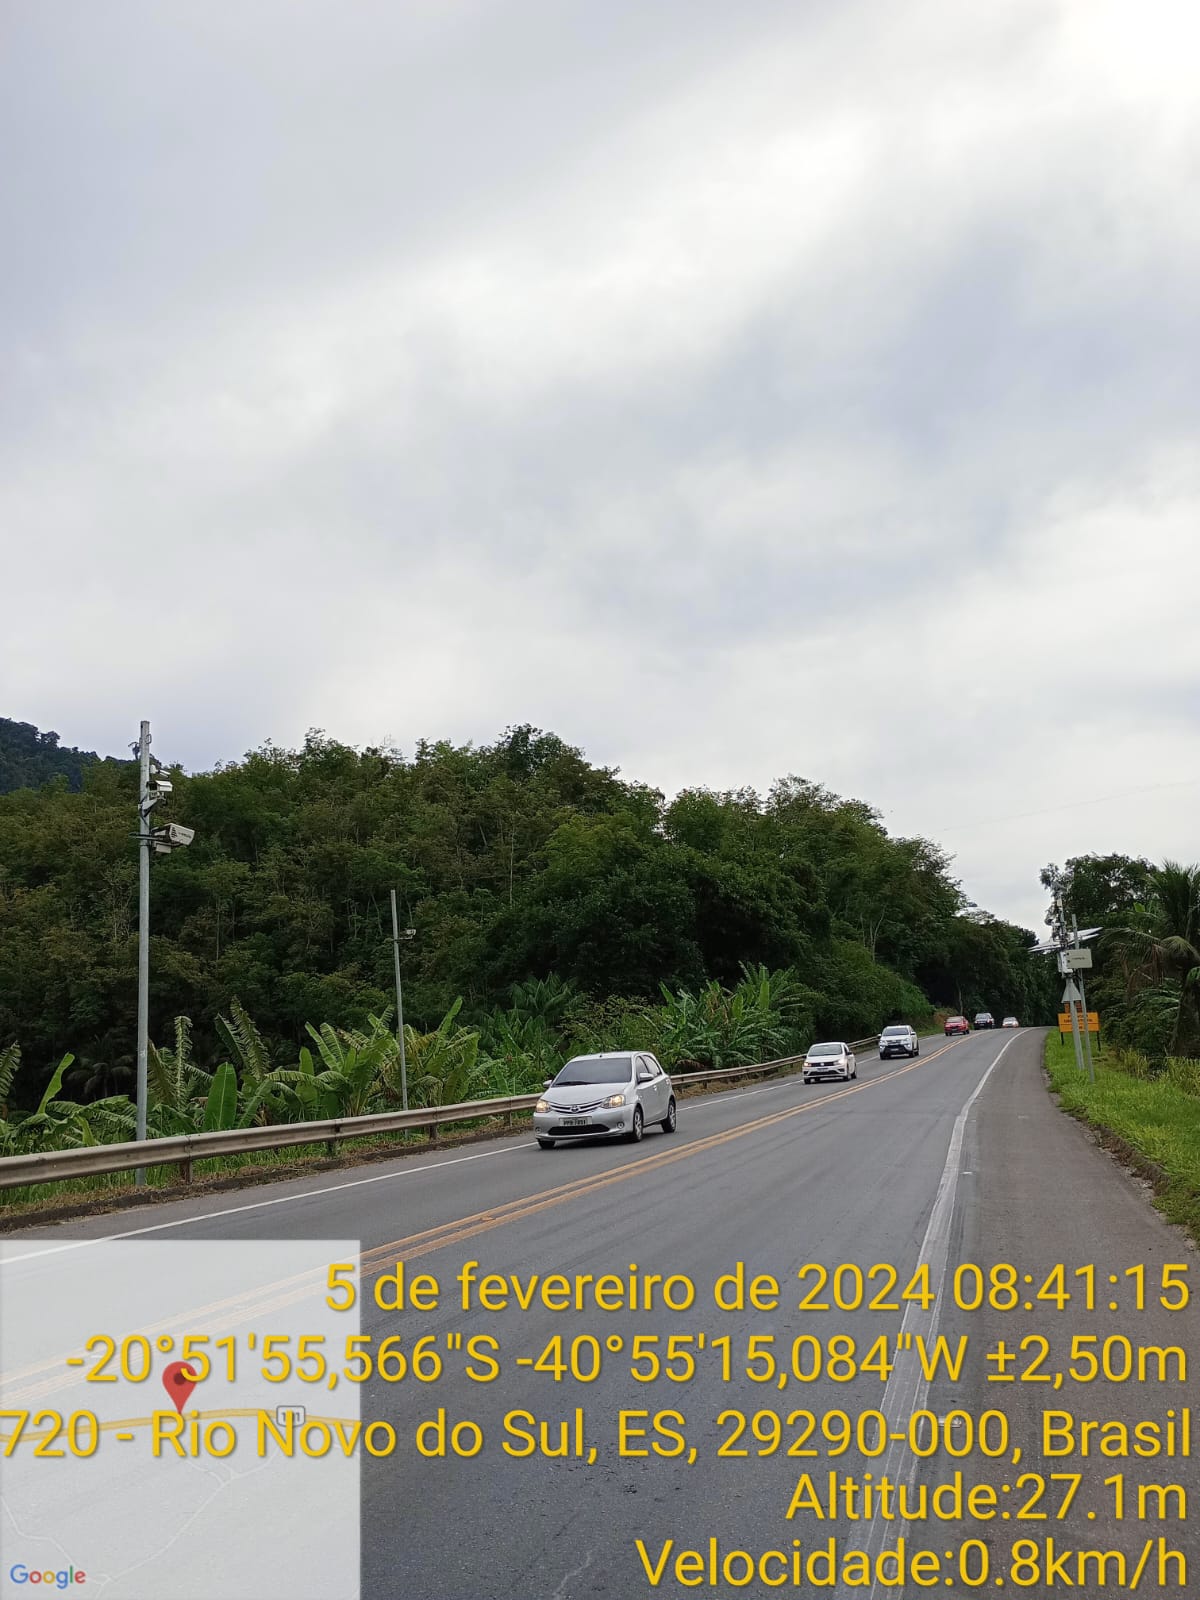 5 de fevereiro de 2024 08:41:15
-20°51'55,566"S -40°55'15,084"W ±2,50m
720 - Rio Novo do Sul, ES, 29290-000, Brasil
Altitude:27.1m
Velocidade:0.8km/h
Google